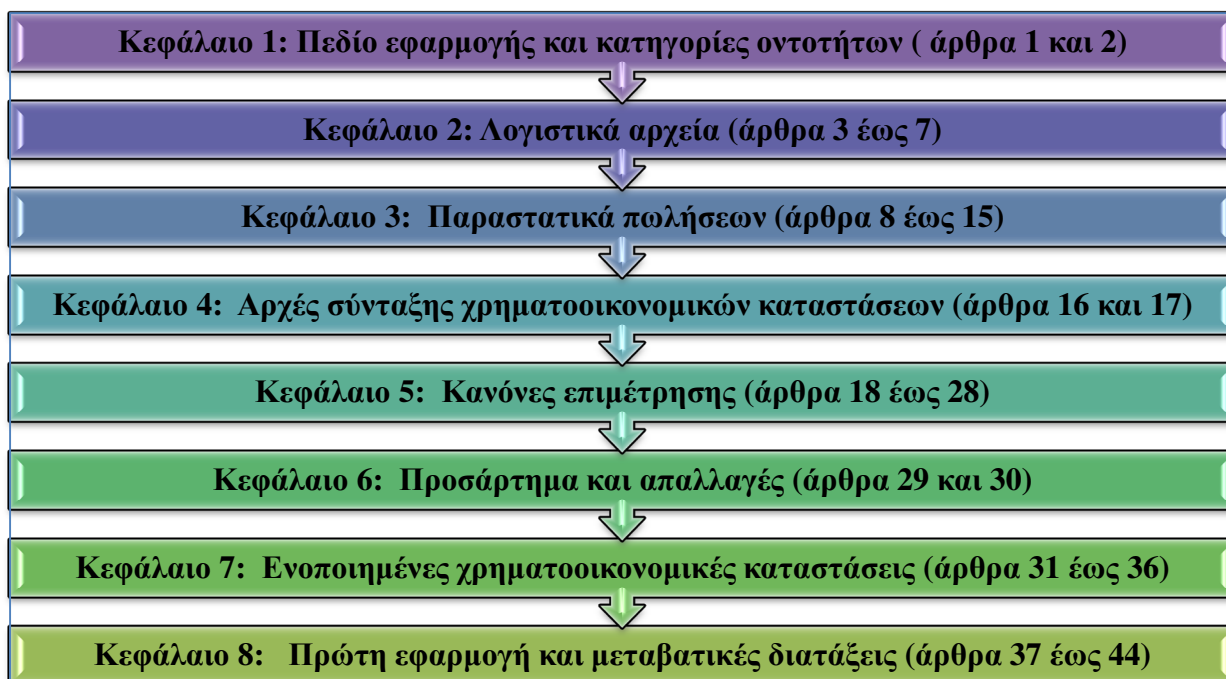 Κεφάλαιο 1: Πεδίο εφαρμογής και κατηγορίες οντοτήτων ( άρθρα 1 και 2)
Κεφάλαιο 2: Λογιστικά αρχεία (άρθρα 3 έως 7)
Κεφάλαιο 3: Παραστατικά πωλήσεων (άρθρα 8 έως 15)
Κεφάλαιο 4: Αρχές σύνταξης χρηματοοικονομικών καταστάσεων (άρθρα 16 και 17)
Κεφάλαιο 5: Κανόνες επιμέτρησης (άρθρα 18 έως 28)
Κεφάλαιο 6: Προσάρτημα και απαλλαγές (άρθρα 29 και 30)
Κεφάλαιο 7: Ενοποιημένες χρηματοοικονομικές καταστάσεις (άρθρα 31 έως 36)
Κεφάλαιο 8: Πρώτη εφαρμογή και μεταβατικές διατάξεις (άρθρα 37 έως 44)